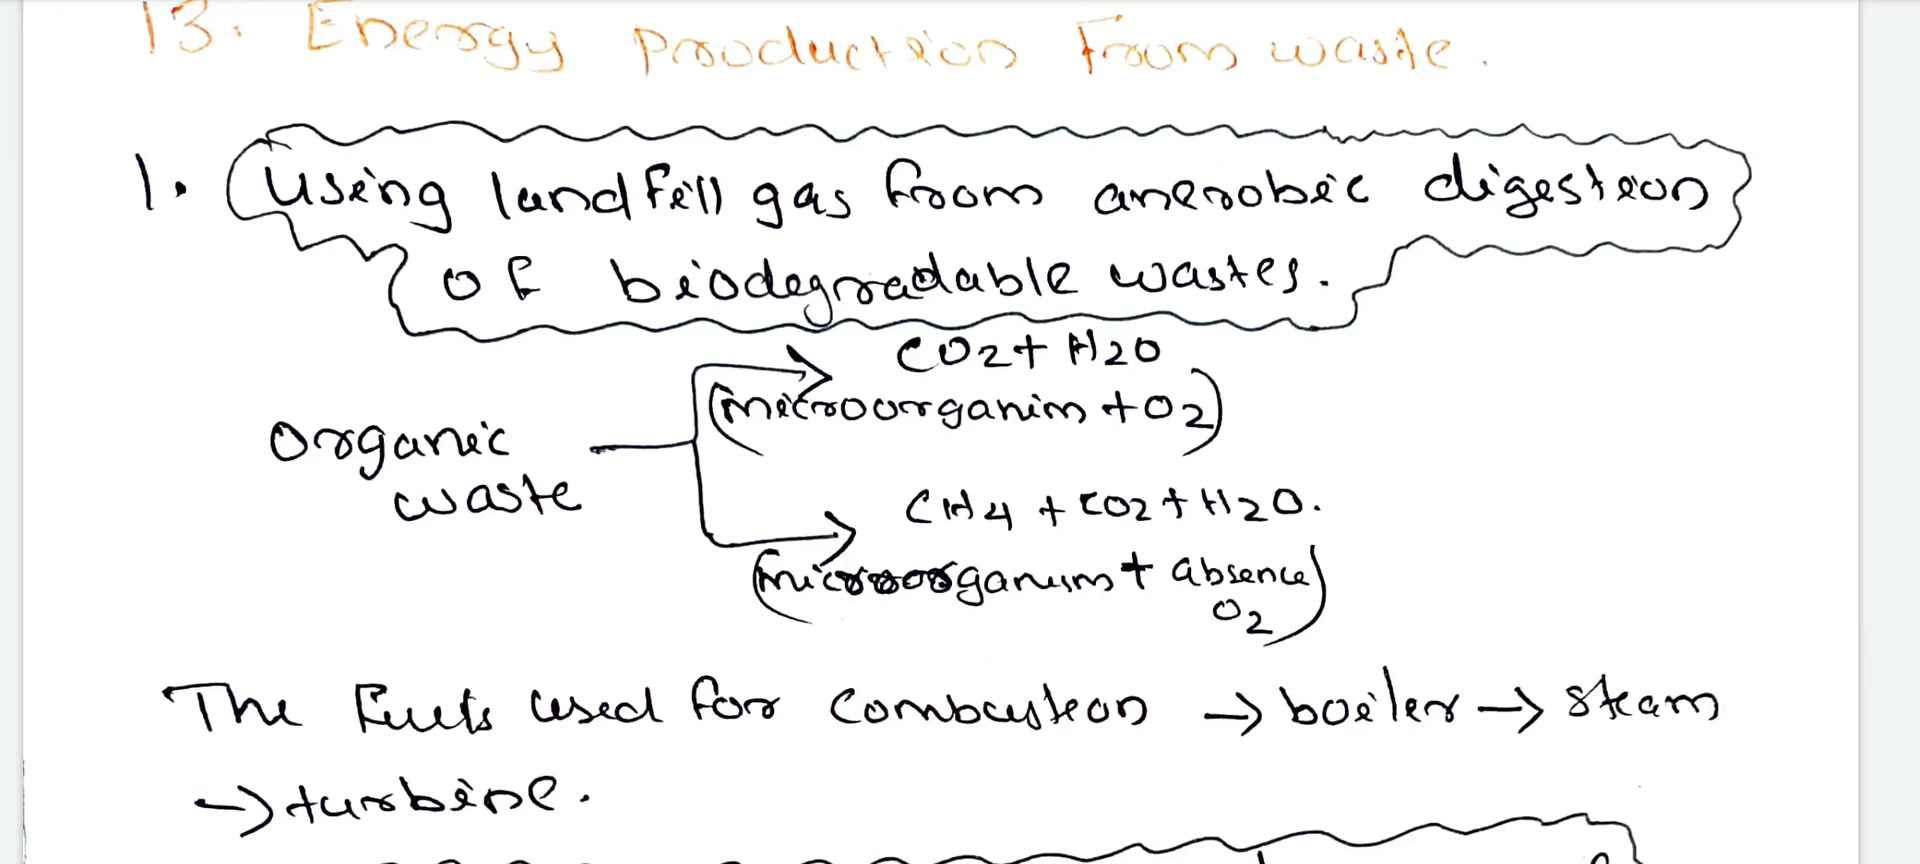 13. Energy production from waste.
1. Using landfill gas from anerobic digestion
of biodegradable wastes.
CO2+ H2O
(microorganim +O2)
Organic
waste
CH4 + CO2 + H2O.
(microorganism + absence
O2)
The Fuels used for combustion → boiler → steam
→ turbine.